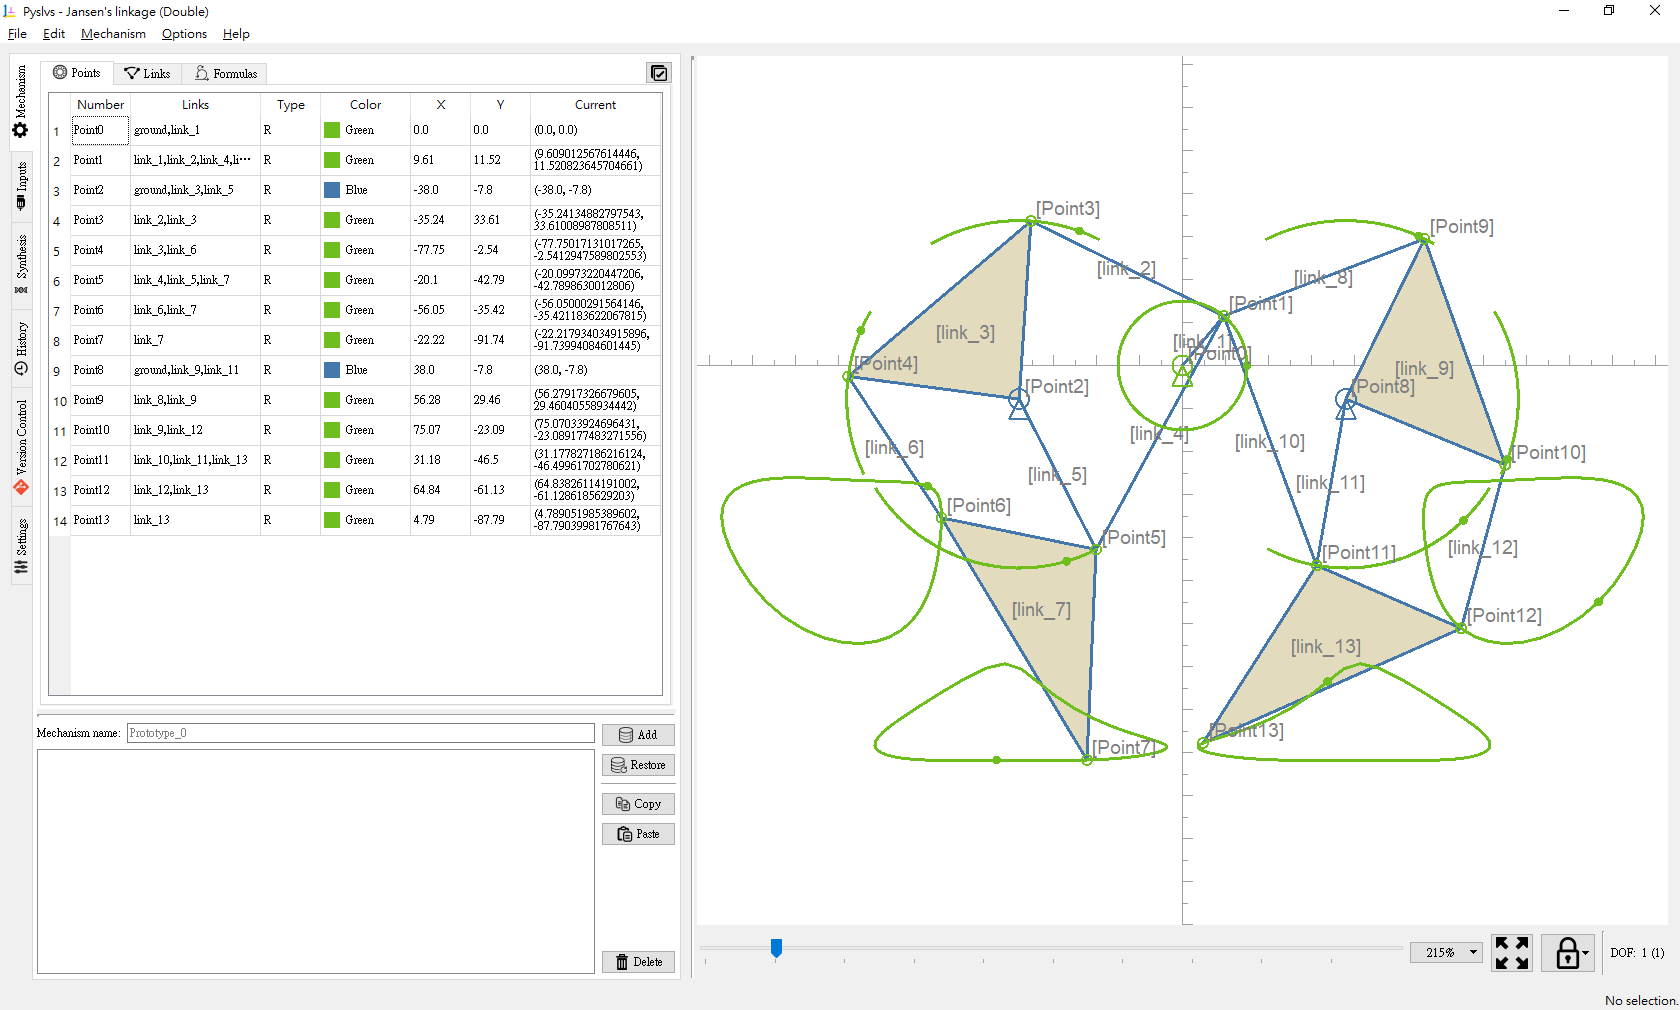 Pyslvs - Jansen's linkage (Double)
File Edit Mechanism Options Help
Mechanism
Inputs
Synthesis
History
Version Control
Settings
Points Links Formulas
Number Links Type Color X Y Current
1 Point0 ground,link_1 R Green 0.0 0.0 (0.0, 0.0)
2 Point1 link_1,link_2,link_4,li··· R Green 9.61 11.52 (9.609012567614446, 11.520823645704661)
3 Point2 ground,link_3,link_5 R Blue -38.0 -7.8 (-38.0, -7.8)
4 Point3 link_2,link_3 R Green -35.24 33.61 (-35.24134882797543, 33.61008987808511)
5 Point4 link_3,link_6 R Green -77.75 -2.54 (-77.75017131017265, -2.5412947589802553)
6 Point5 link_4,link_5,link_7 R Green -20.1 -42.79 (-20.09973220447206, -42.7898630012806)
7 Point6 link_6,link_7 R Green -56.05 -35.42 (-56.05000291564146, -35.421183622067815)
8 Point7 link_7 R Green -22.22 -91.74 (-22.217934034915896, -91.73994084601445)
9 Point8 ground,link_9,link_11 R Blue 38.0 -7.8 (38.0, -7.8)
10 Point9 link_8,link_9 R Green 56.28 29.46 (56.27917326679605, 29.46040558934442)
11 Point10 link_9,link_12 R Green 75.07 -23.09 (75.07033924696431, -23.089177483271556)
12 Point11 link_10,link_11,link_13 R Green 31.18 -46.5 (31.177827186216124, -46.49961702780621)
13 Point12 link_12,link_13 R Green 64.84 -61.13 (64.83826114191002, -61.1286185629203)
14 Point13 link_13 R Green 4.79 -87.79 (4.789051985389602, -87.79039981767643)
Mechanism name: Prototype_0
Add
Restore
Copy
Paste
Delete
[Point3]
[Point9]
[link_2]
[link_8]
[Point1]
[link_3]
[link_1]
[Point0]
[Point4]
[link_9]
[Point2]
[Point8]
[link_4]
[link_10]
[link_6]
[Point10]
[link_5]
[link_11]
[Point6]
[Point5]
[link_12]
[Point11]
[link_7]
[Point12]
[link_13]
[Point13]
[Point7]
215%
DOF: 1 (1)
No selection.